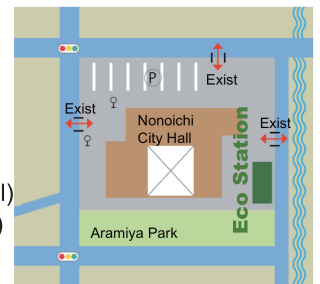 P
Exist
Exist
Nonoichi
City Hall
Exist
Eco Station
l)
)
Aramiya Park